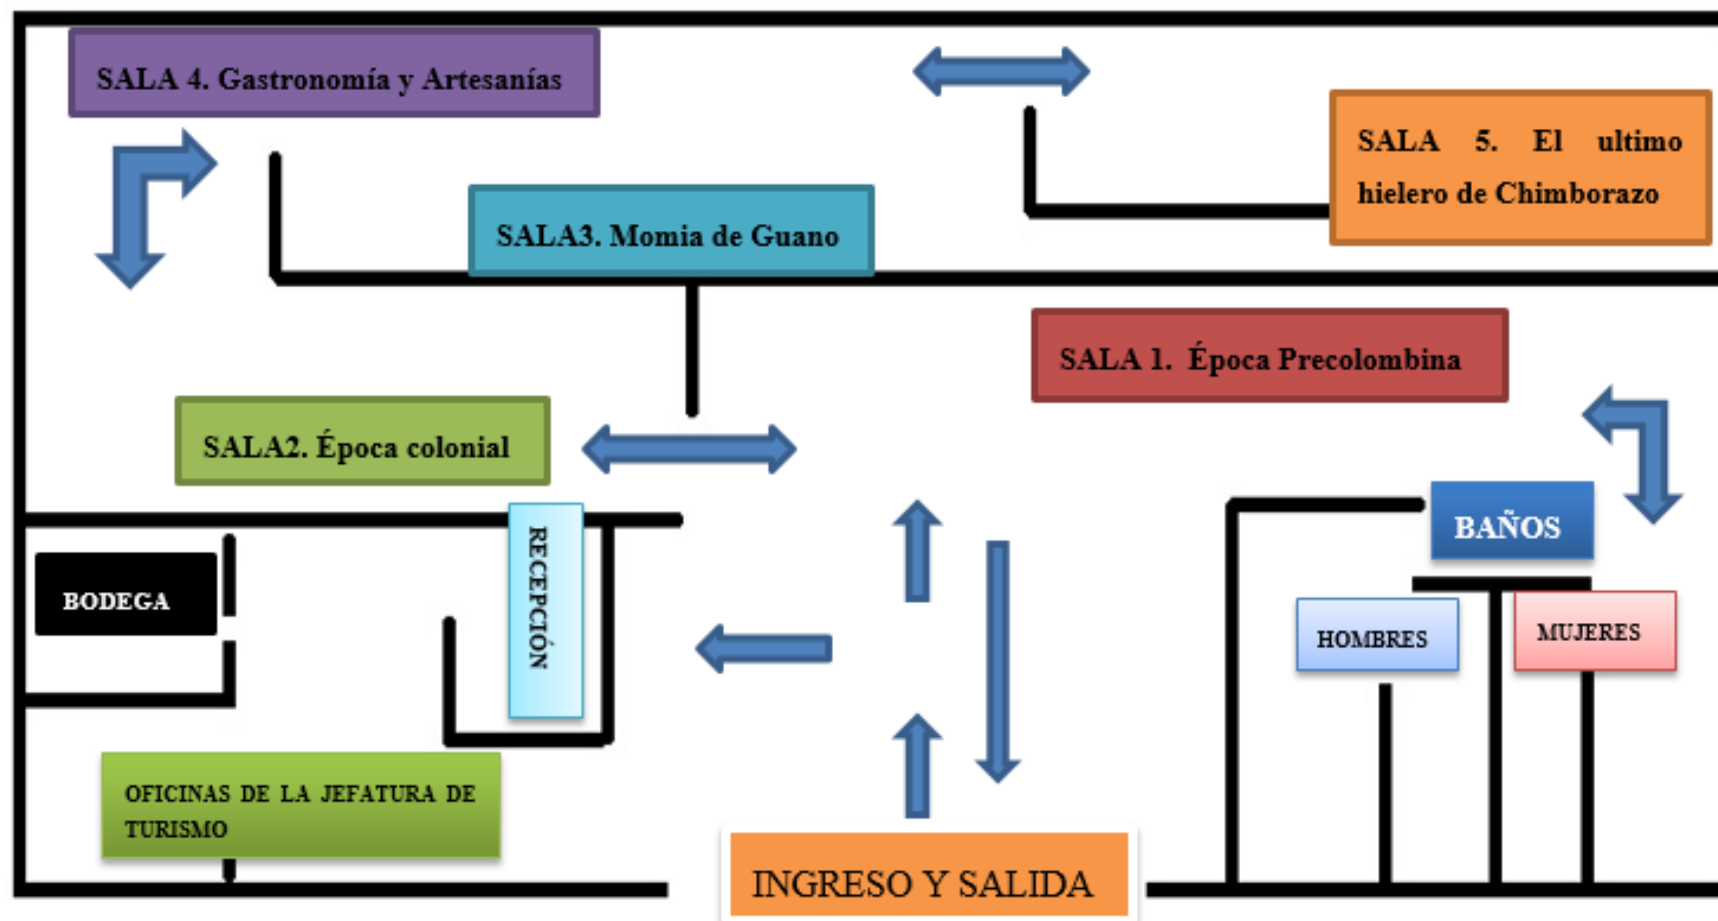 SALA 4. Gastronomía y Artesanías
SALA 5. El ultimo
hielero de Chimborazo
SALA3. Momia de Guano
SALA 1. Época Precolombina
SALA2. Época colonial
RECEPCIÓN
BAÑOS
BODEGA
HOMBRES
MUJERES
OFICINAS DE LA JEFATURA DE
TURISMO
INGRESO Y SALIDA